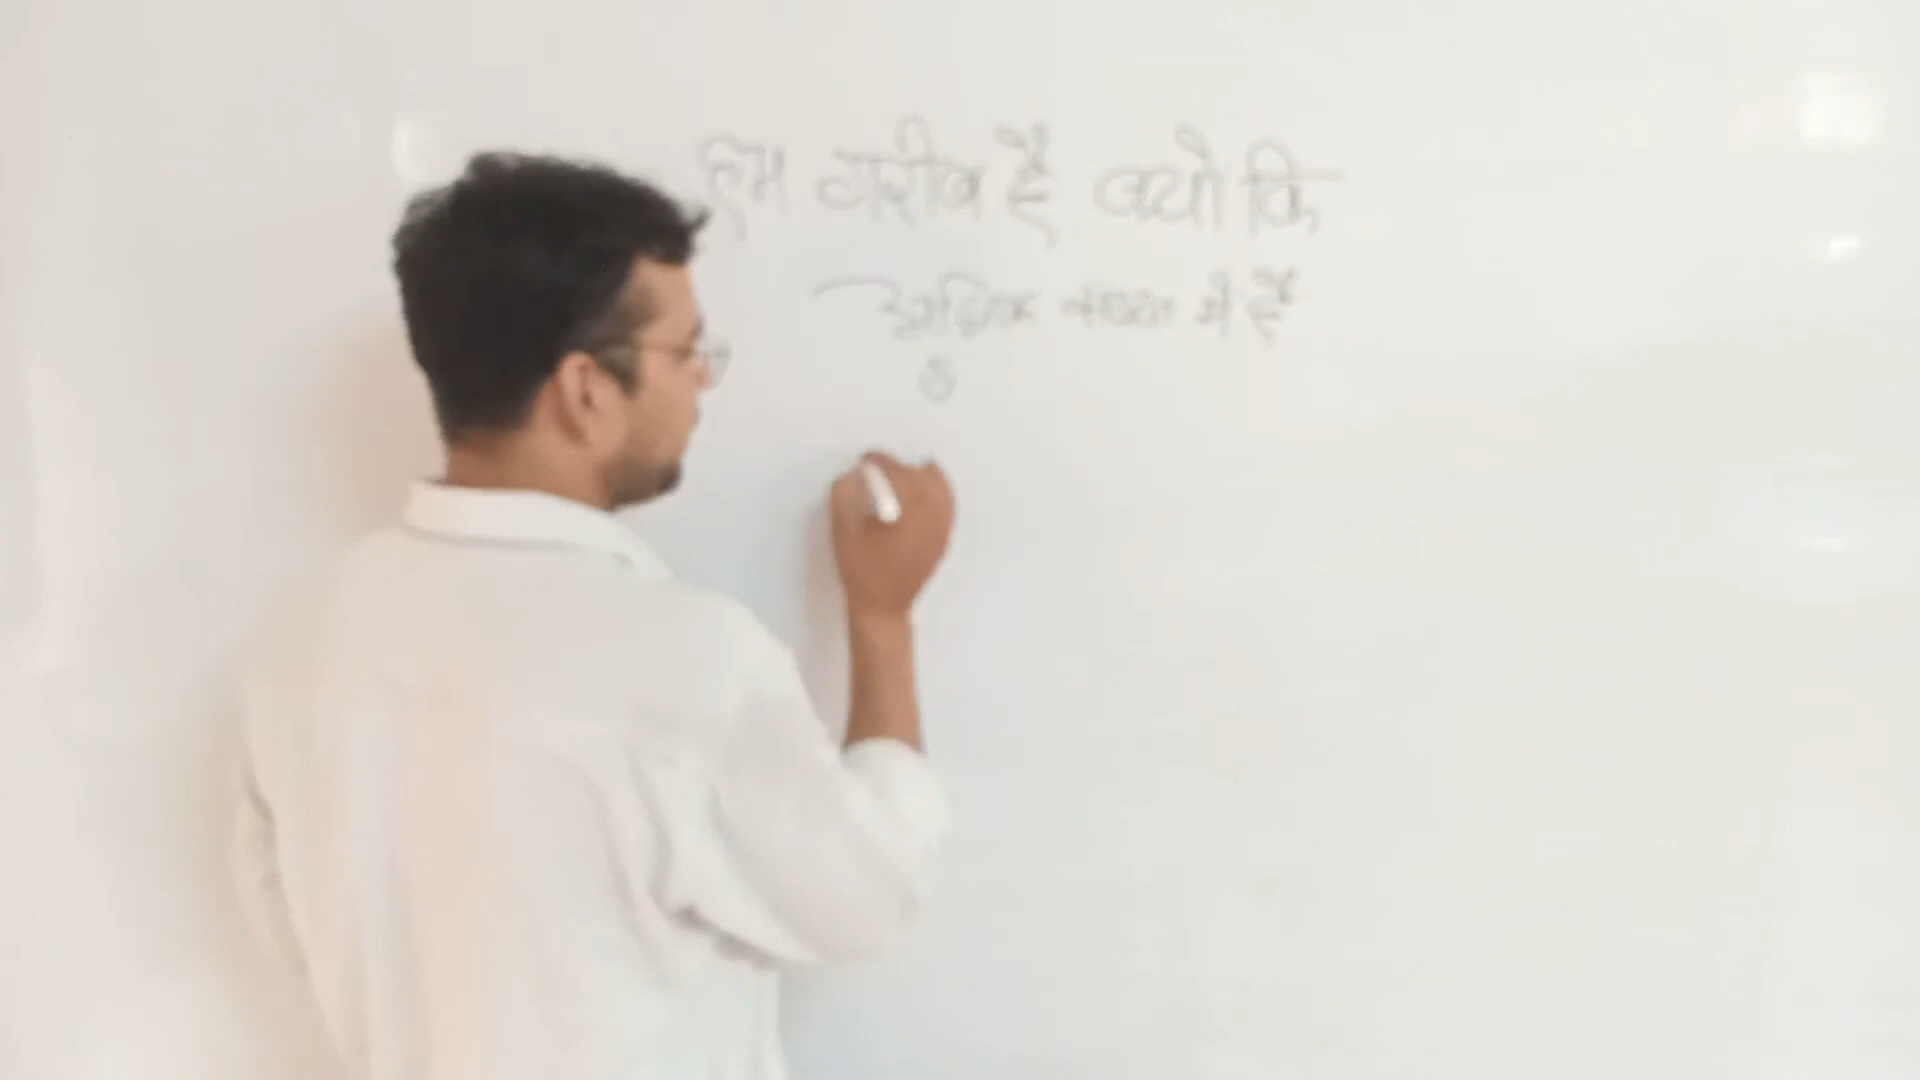 हम गरीब हैं क्योकि
अधिक संख्या में हैं